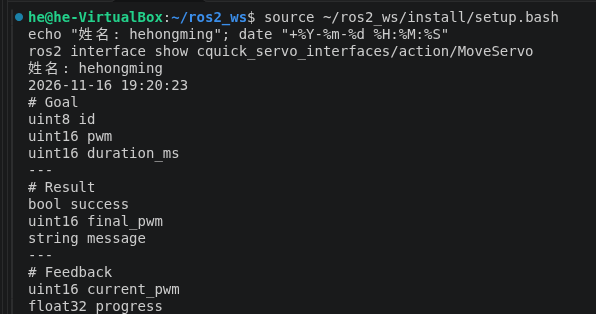 he@he-VirtualBox:~/ros2_ws$ source ~/ros2_ws/install/setup.bash
echo "姓名: hehongming"; date "+%Y-%m-%d %H:%M:%S"
ros2 interface show cquick_servo_interfaces/action/MoveServo
姓名: hehongming
2026-11-16 19:20:23
# Goal
uint8 id
uint16 pwm
uint16 duration_ms
---
# Result
bool success
uint16 final_pwm
string message
---
# Feedback
uint16 current_pwm
float32 progress